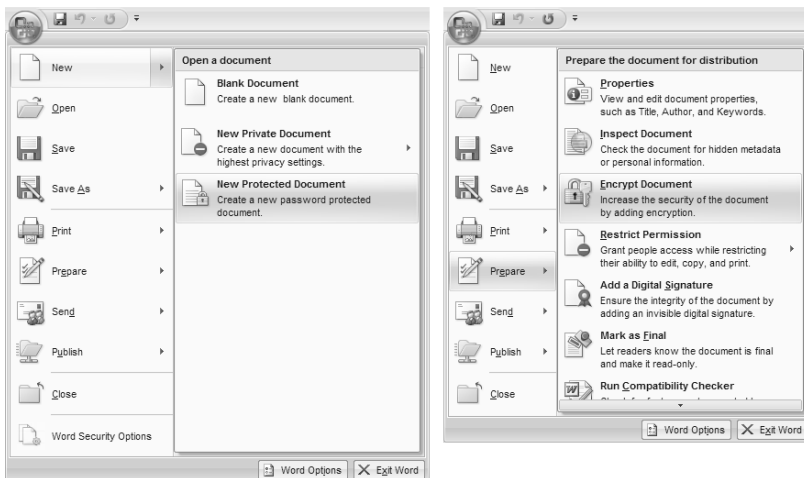 New
Open
Save
Save As
Print
Prepare
Send
Publish
Close
Word Security Options
Open a document
Blank Document
Create a new blank document.
New Private Document
Create a new document with the
highest privacy settings.
New Protected Document
Create a new password protected
document.
Word Options
Exit Word
New
Open
Save
Save As
Print
Prepare
Send
Publish
Close
Prepare the document for distribution
Properties
View and edit document properties,
such as Title, Author, and Keywords.
Inspect Document
Check the document for hidden metadata
or personal information.
Encrypt Document
Increase the security of the document
by adding encryption.
Restrict Permission
Grant people access while restricting
their ability to edit, copy, and print.
Add a Digital Signature
Ensure the integrity of the document by
adding an invisible digital signature.
Mark as Final
Let readers know the document is final
and make it read-only.
Run Compatibility Checker
Word Options
Exit Word